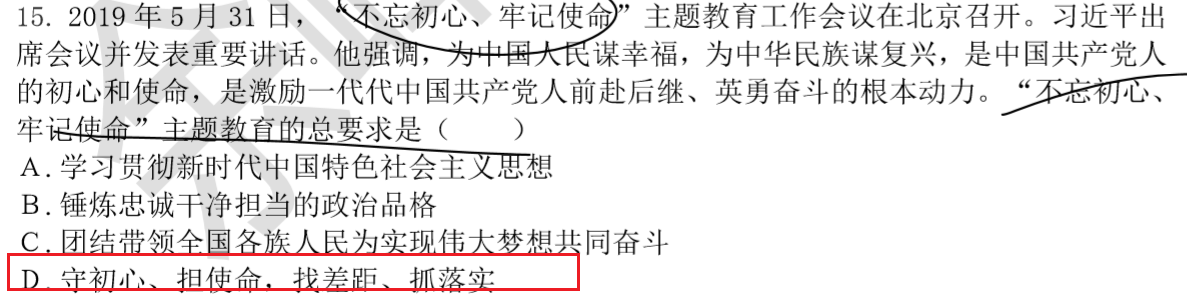 15. 2019 年 5 月 31 日，“不忘初心、牢记使命”主题教育工作会议在北京召开。习近平出
席会议并发表重要讲话。他强调，为中国人民谋幸福，为中华民族谋复兴，是中国共产党人
的初心和使命，是激励一代代中国共产党人前赴后继、英勇奋斗的根本动力。“不忘初心、
牢记使命”主题教育的总要求是（　　）
A.学习贯彻新时代中国特色社会主义思想
B.锤炼忠诚干净担当的政治品格
C.团结带领全国各族人民为实现伟大梦想共同奋斗
D.守初心、担使命，找差距、抓落实